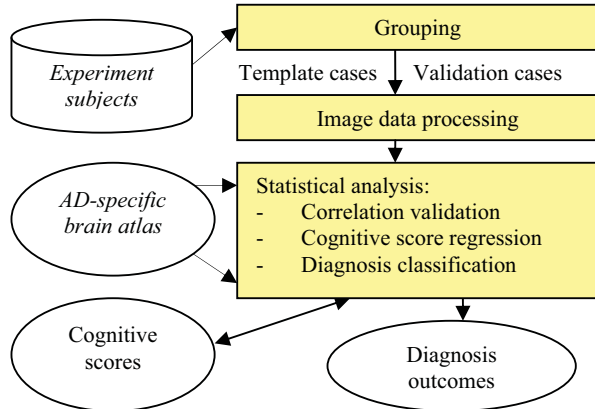 Grouping
Experiment
subjects
Template cases Validation cases
Image data processing
AD-specific
brain atlas
Statistical analysis:
- Correlation validation
- Cognitive score regression
- Diagnosis classification
Cognitive
scores
Diagnosis
outcomes